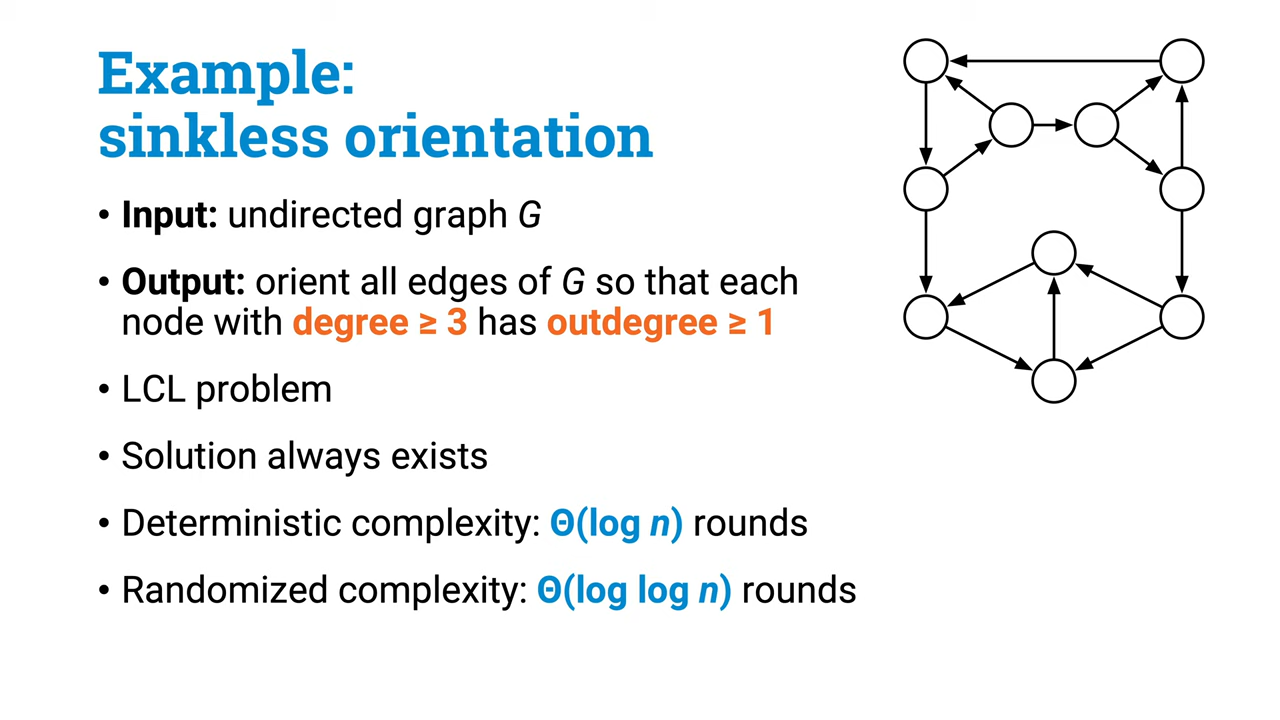 Example:
sinkless orientation
• Input: undirected graph G
• Output: orient all edges of G so that each
node with degree ≥ 3 has outdegree ≥ 1
• LCL problem
• Solution always exists
• Deterministic complexity: Θ(log n) rounds
• Randomized complexity: Θ(log log n) rounds